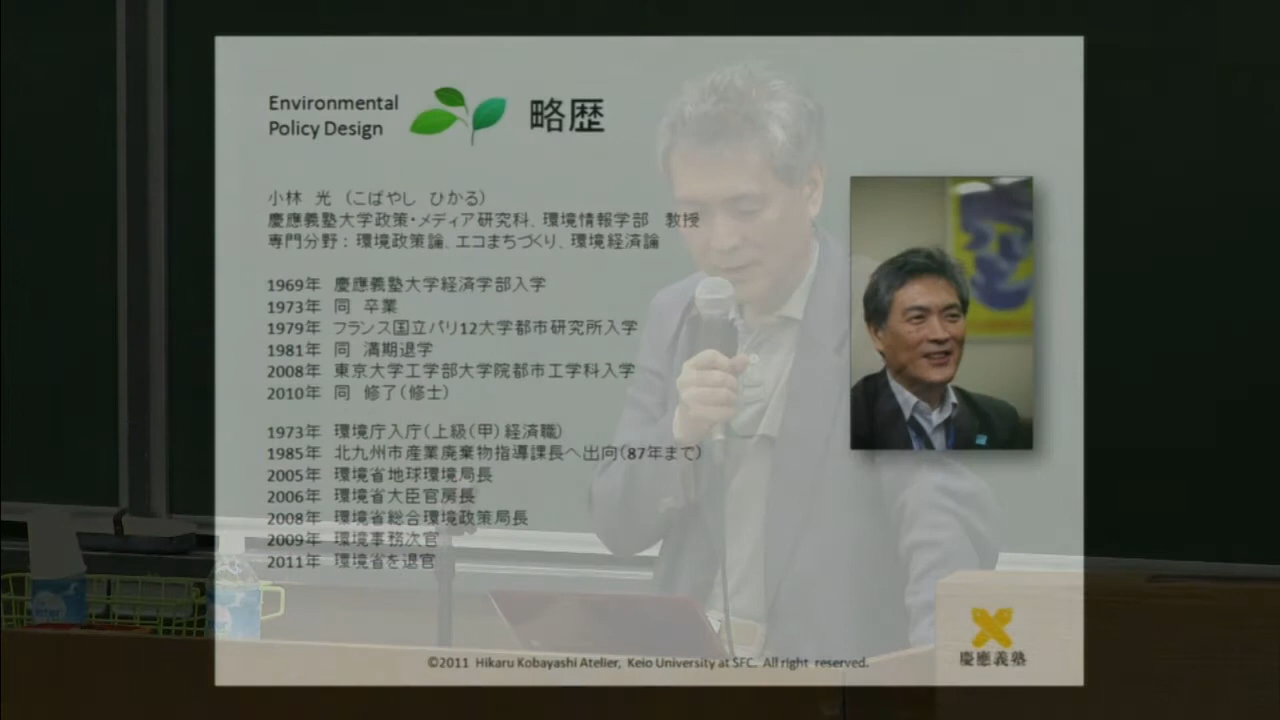 Environmental
Policy Design
略歴
小林 光 （こばやし ひかる）
慶應義塾大学政策・メディア研究科、環境情報学部 教授
専門分野：環境政策論、エコまちづくり、環境経済論
1969年 慶應義塾大学経済学部入学
1973年 同 卒業
1979年 フランス国立パリ12大学都市研究所入学
1981年 同 満期退学
2008年 東京大学工学部大学院都市工学科入学
2010年 同 修了（修士）
1973年 環境庁入庁（上級（甲）経済職）
1985年 北九州市産業廃棄物指導課長へ出向（87年まで）
2005年 環境省地球環境局長
2006年 環境省大臣官房長
2008年 環境省総合環境政策局長
2009年 環境事務次官
2011年 環境省を退官
©2011 Hikaru Kobayashi Atelier, Keio University at SFC. All right reserved.
慶應義塾